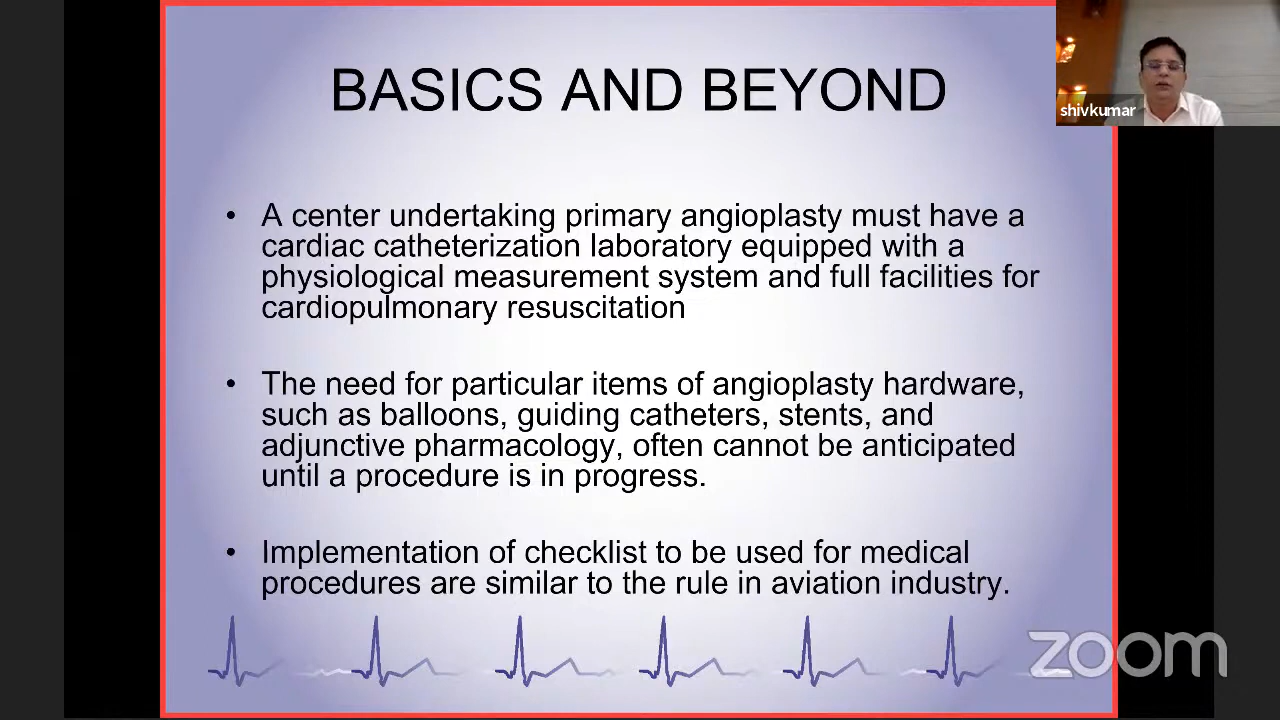 BASICS AND BEYOND
shivkumar
• A center undertaking primary angioplasty must have a
cardiac catheterization laboratory equipped with a
physiological measurement system and full facilities for
cardiopulmonary resuscitation
• The need for particular items of angioplasty hardware,
such as balloons, guiding catheters, stents, and
adjunctive pharmacology, often cannot be anticipated
until a procedure is in progress.
• Implementation of checklist to be used for medical
procedures are similar to the rule in aviation industry.
zoom